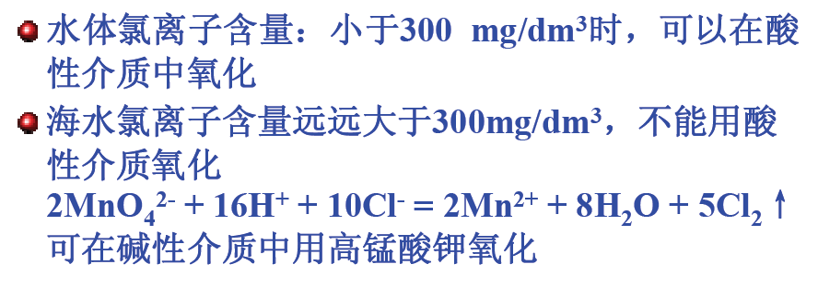 水体氯离子含量：小于300 mg/dm³时，可以在酸
性介质中氧化
海水氯离子含量远远大于300mg/dm³，不能用酸
性介质氧化
2MnO₄²⁻ + 16H⁺ + 10Cl⁻ = 2Mn²⁺ + 8H₂O + 5Cl₂↑
可在碱性介质中用高锰酸钾氧化